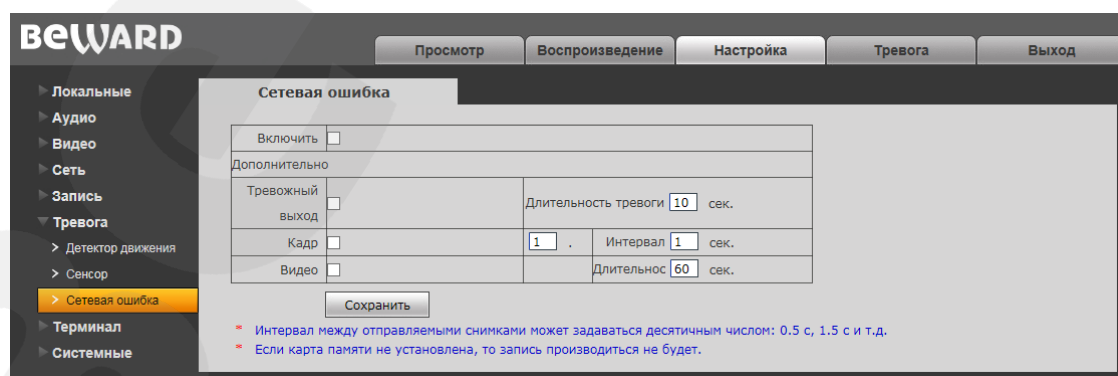 BEWARD
Просмотр Воспроизведение Настройка Тревога Выход
Локальные
Аудио
Видео
Сеть
Запись
Тревога
> Детектор движения
> Сенсор
> Сетевая ошибка
Терминал
Системные
Сетевая ошибка
Включить
Дополнительно
Тревожный выход Длительность тревоги 10 сек.
Кадр 1 . Интервал 1 сек.
Видео Длительнос 60 сек.
Сохранить
* Интервал между отправляемыми снимками может задаваться десятичным числом: 0.5 с, 1.5 с и т.д.
* Если карта памяти не установлена, то запись производиться не будет.